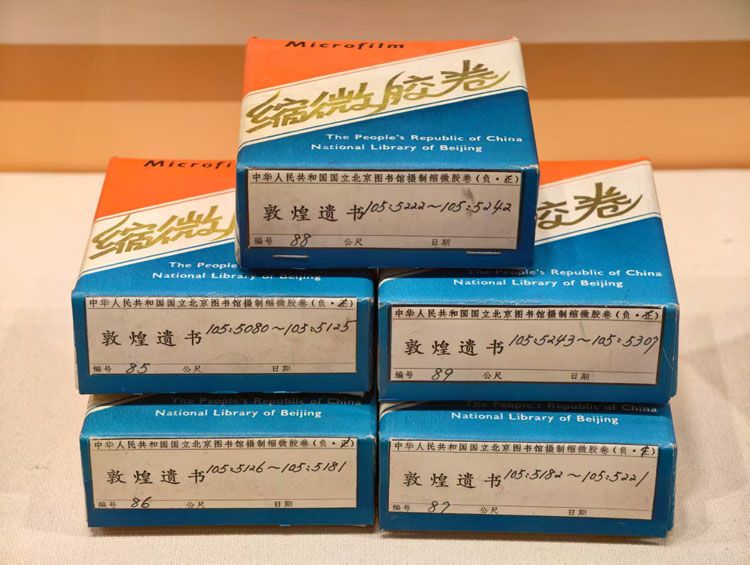 Microfilm
缩微胶卷
The People's Republic of China
National Library of Beijing
中华人民共和国国立北京图书馆摄制缩微胶卷(负·正)
敦煌遗书 105:5222~105:5242
编号 88 公尺 日期
Microfilm
缩微
The People's
National Library of Beijing
中华人民共和国国立北京图书馆摄制缩微胶卷(负·正)
敦煌遗书 105:5080~105:5125
编号 85 公尺 日期
胶卷
The People's Republic of China
National Library of Beijing
中华人民共和国国立北京图书馆摄制缩微胶卷(负·正)
敦煌遗书 105:5243~105:5307
编号 89 公尺 日期
The People's Republic of China
National Library of Beijing
中华人民共和国国立北京图书馆摄制缩微胶卷(负·正)
敦煌遗书 105:5126~105:5181
编号 86 公尺 日期
The People's Republic of China
National Library of Beijing
中华人民共和国国立北京图书馆摄制缩微胶卷(负·正)
敦煌遗书 105:5182~105:5221
编号 87 公尺 日期